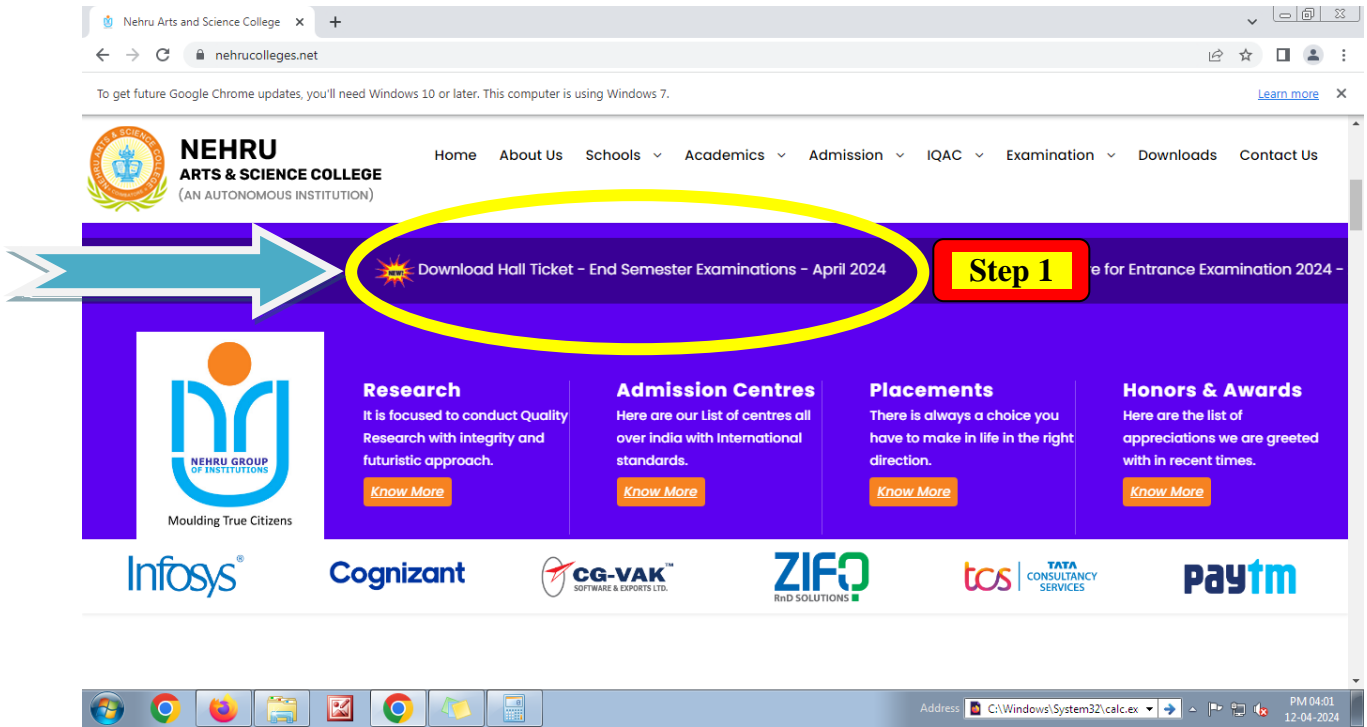 Nehru Arts and Science College
nehrucolleges.net
To get future Google Chrome updates, you'll need Windows 10 or later. This computer is using Windows 7. Learn more
NEHRU ARTS & SCIENCE COLLEGE
NEHRU
ARTS & SCIENCE COLLEGE
(AN AUTONOMOUS INSTITUTION)
Home About Us Schools Academics Admission IQAC Examination Downloads Contact Us
NEW! Download Hall Ticket - End Semester Examinations - April 2024
Step 1
for Entrance Examination 2024 -
NEHRU GROUP
OF INSTITUTIONS
Moulding True Citizens
Research
It is focused to conduct Quality
Research with integrity and
futuristic approach.
Know More
Admission Centres
Here are our List of centres all
over india with International
standards.
Know More
Placements
There is always a choice you
have to make in life in the right
direction.
Know More
Honors & Awards
Here are the list of
appreciations we are greeted
with in recent times.
Know More
Infosys®
Cognizant
CG-VAK™
SOFTWARE & EXPORTS LTD.
ZIFO
RnD SOLUTIONS
tcs TATA
CONSULTANCY
SERVICES
paytm
Address C:\Windows\System32\calc.ex
PM 04:01
12-04-2024